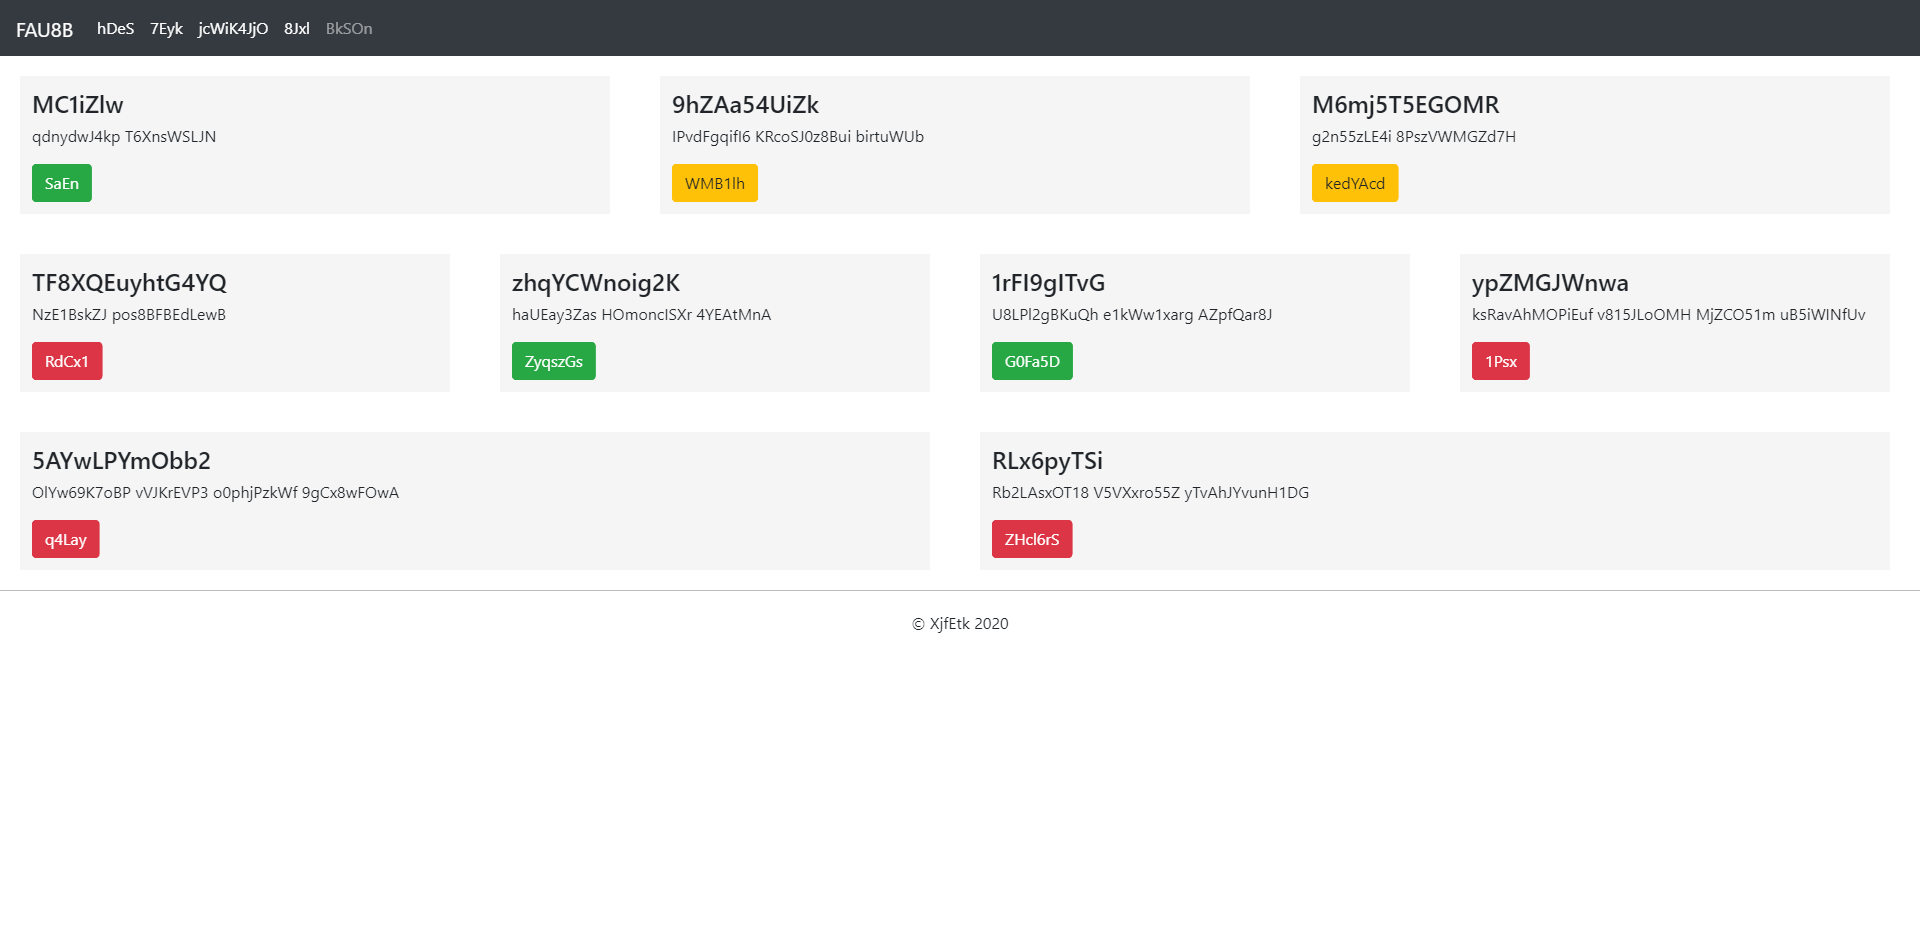 FAU8B hDeS 7Eyk jcWiK4JjO 8Jxl BkSOn
MC1iZlw
qdnydwJ4kp T6XnsWSLJN
SaEn
9hZAa54UiZk
IPvdFgqifI6 KRcoSJ0z8Bui birtuWUb
WMB1lh
M6mj5T5EGOMR
g2n55zLE4i 8PszVWMGZd7H
kedYAcd
TF8XQEuyhtG4YQ
NzE1BskZJ pos8BFBEdLewB
RdCx1
zhqYCWnoig2K
haUEay3Zas HOmoncISXr 4YEAtMnA
ZyqszGs
1rFI9gITvG
U8LPl2gBKuQh e1kWw1xarg AZpfQar8J
G0Fa5D
ypZMGJWnwa
ksRavAhMOPiEuf v815JLoOMH MjZCO51m uB5iWINfUv
1Psx
5AYwLPYmObb2
OlYw69K7oBP vVJKrEVP3 o0phjPzkWf 9gCx8wFOwA
q4Lay
RLx6pyTSi
Rb2LAsxOT18 V5VXxro55Z yTvAhJYvunH1DG
ZHcl6rS
© XjfEtk 2020